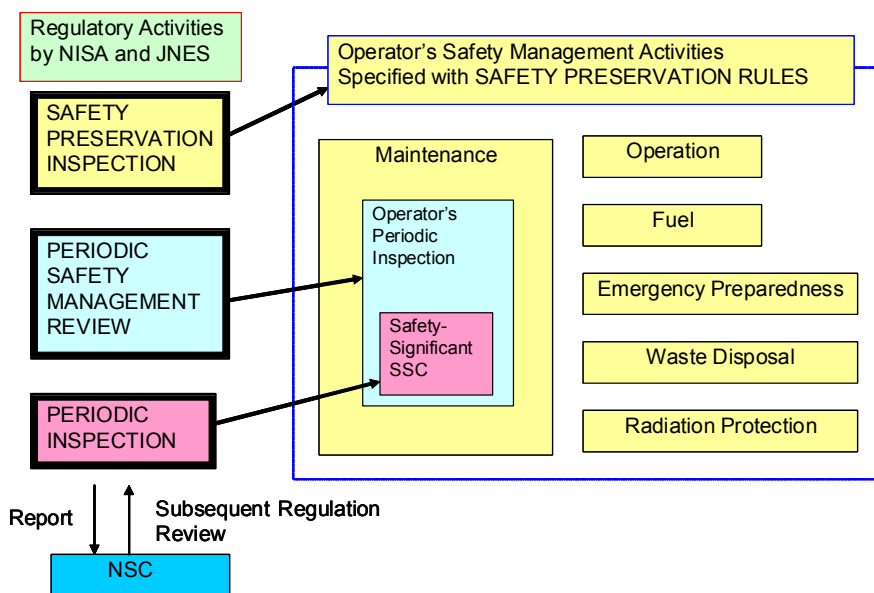 Regulatory Activities
by NISA and JNES
Operator's Safety Management Activities
Specified with SAFETY PRESERVATION RULES
SAFETY
PRESERVATION
INSPECTION
Maintenance
Operation
Operator's
Periodic
Inspection
Fuel
PERIODIC
SAFETY
MANAGEMENT
REVIEW
Emergency Preparedness
Safety-
Significant
SSC
Waste Disposal
PERIODIC
INSPECTION
Radiation Protection
Report
Subsequent Regulation
Review
NSC